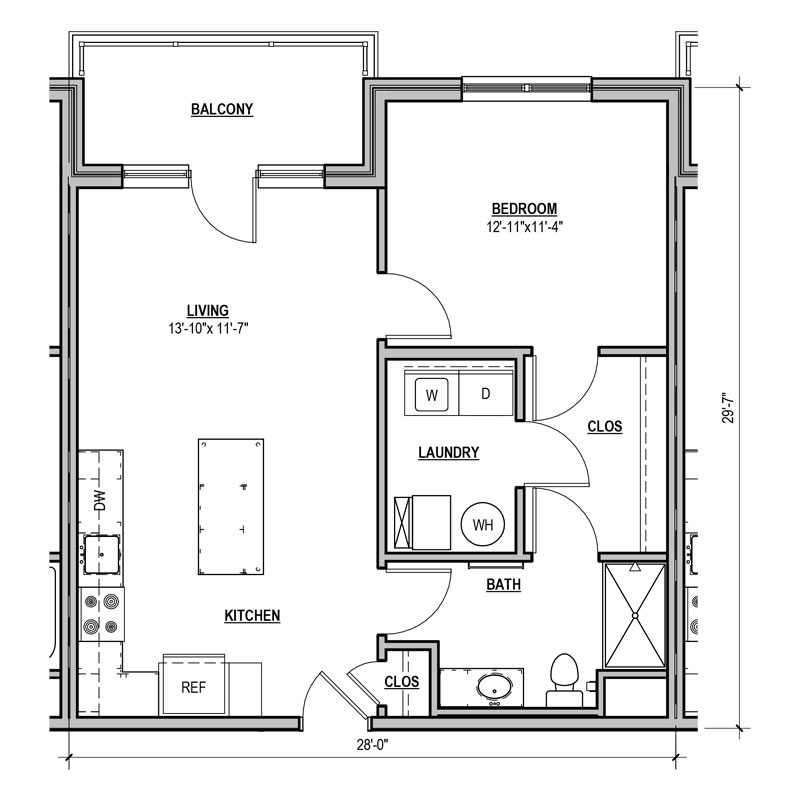 BALCONY
BEDROOM
12'-11"x11'-4"
LIVING
13'-10"x 11'-7"
29'-7"
W
D
CLOS
LAUNDRY
DW
WH
BATH
KITCHEN
CLOS
REF
28'-0"